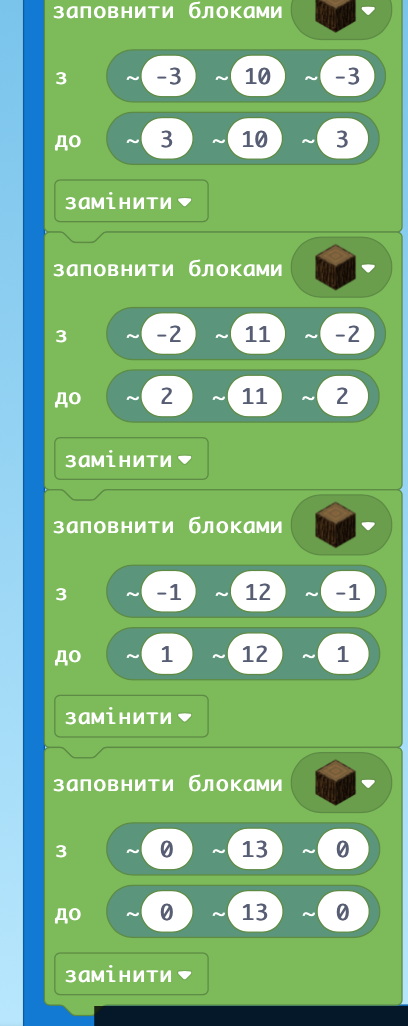 заповнити блоками
з ~ -3 ~ 10 ~ -3
до ~ 3 ~ 10 ~ 3
замінити
заповнити блоками
з ~ -2 ~ 11 ~ -2
до ~ 2 ~ 11 ~ 2
замінити
заповнити блоками
з ~ -1 ~ 12 ~ -1
до ~ 1 ~ 12 ~ 1
замінити
заповнити блоками
з ~ 0 ~ 13 ~ 0
до ~ 0 ~ 13 ~ 0
замінити